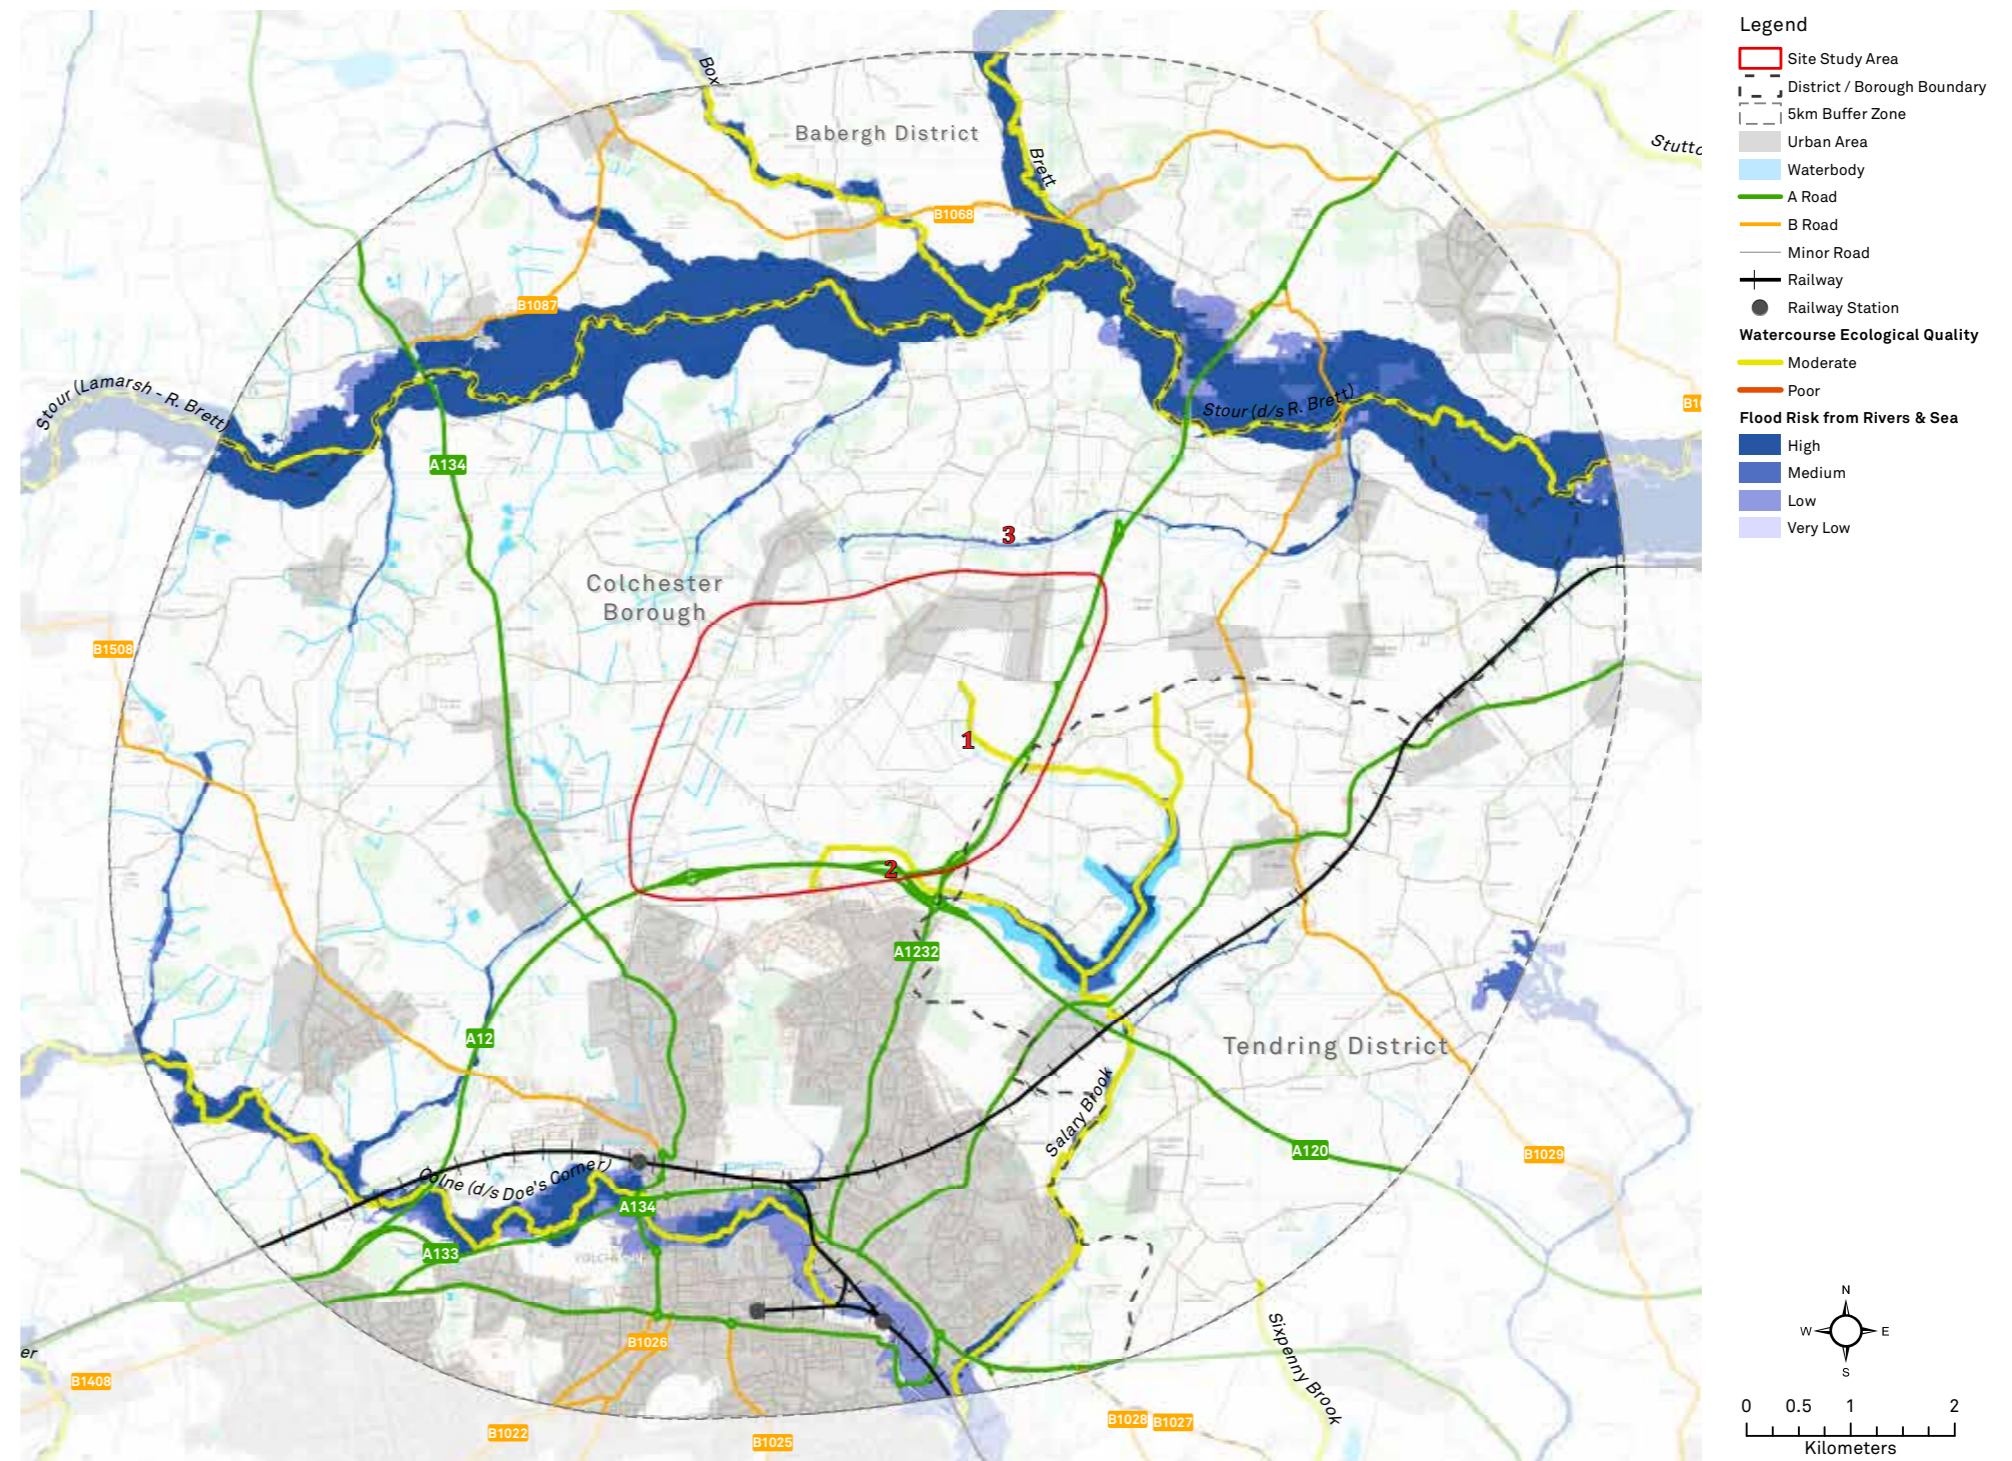 Legend
Site Study Area
District / Borough Boundary
5km Buffer Zone
Urban Area
Waterbody
A Road
B Road
Minor Road
Railway
Railway Station
Watercourse Ecological Quality
Moderate
Poor
Flood Risk from Rivers & Sea
High
Medium
Low
Very Low
Box
Babergh District
Brett
Stutto
B1068
B1087
Stour (Lamarsh - R. Brett)
Stour (d/s R. Brett)
B10
A134
3
Colchester
Borough
B1508
1
2
A1232
A12
Tendring District
Salary Brook
A120
B1029
Colne (d/s Doe's Corner)
A134
A133
B1026
er
B1408
Sixpenny Brook
B1022
B1025
B1028
B1027
N
W
E
S
0 0.5 1 2
Kilometers